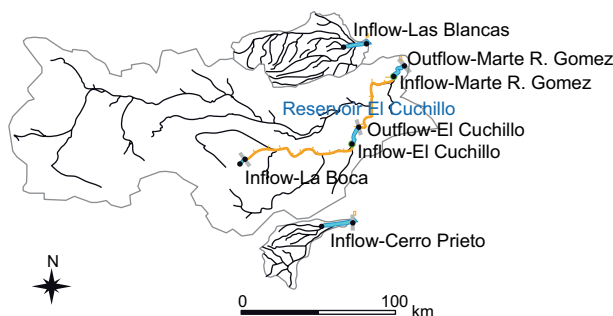 Inflow-Las Blancas
Outflow-Marte R. Gomez
Inflow-Marte R. Gomez
Reservoir El Cuchillo
Outflow-El Cuchillo
Inflow-El Cuchillo
Inflow-La Boca
Inflow-Cerro Prieto
N
0 100
km